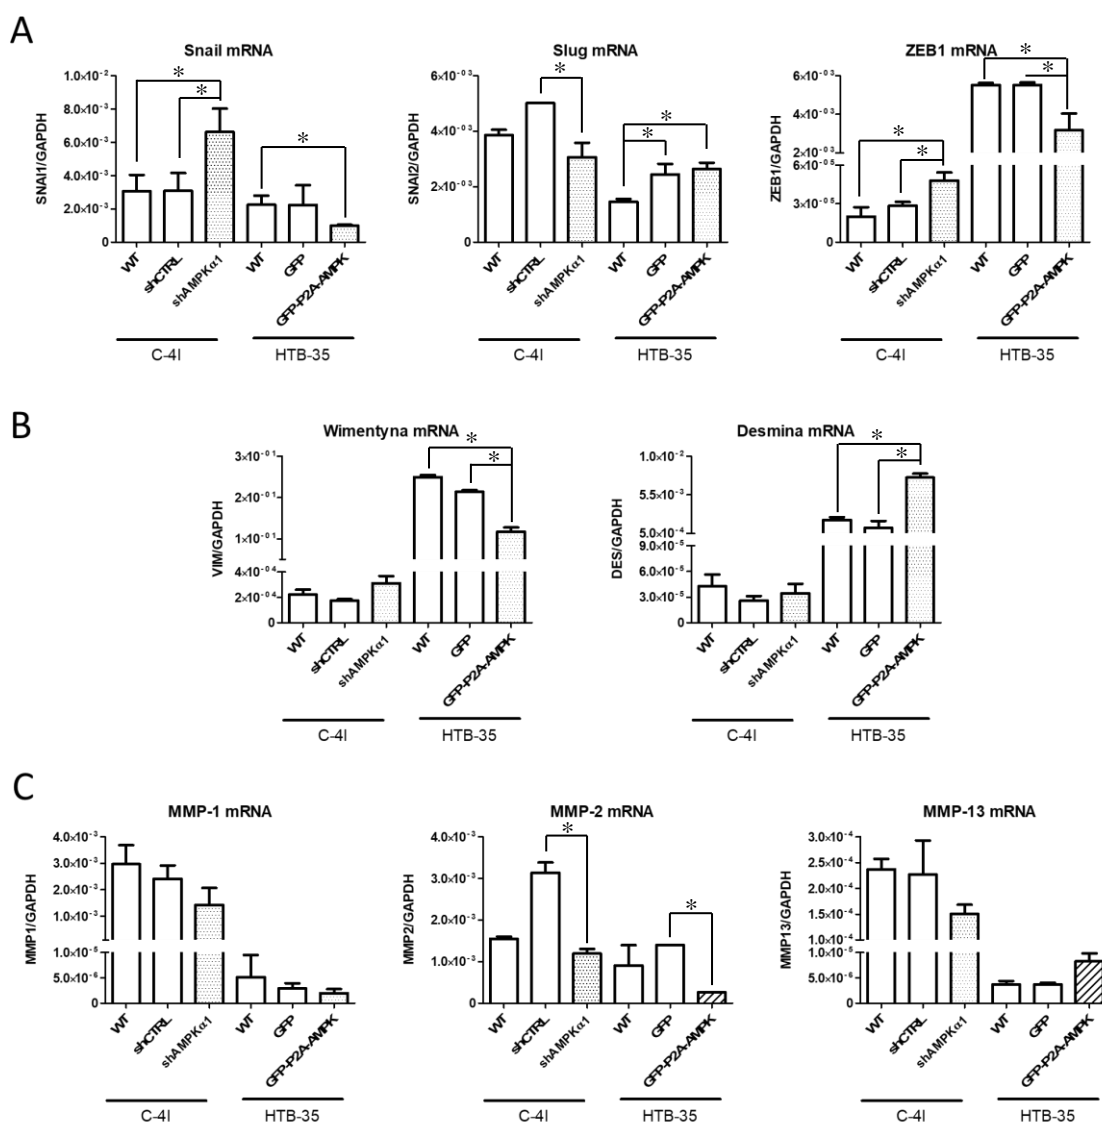 A
Snail mRNA
SNAI1/GAPDH
1.0×10⁻²
8.0×10⁻³
6.0×10⁻³
4.0×10⁻³
2.0×10⁻³
0
* * *
WT shCTRL shAMPKα1 WT GFP GFP-P2A-AMPK
C-4I HTB-35
Slug mRNA
SNAI2/GAPDH
6×10⁻⁰³
4×10⁻⁰³
2×10⁻⁰³
0
* * *
WT shCTRL shAMPKα1 WT GFP GFP-P2A-AMPK
C-4I HTB-35
ZEB1 mRNA
ZEB1/GAPDH
6×10⁻⁰³
4×10⁻⁰³
2×10⁻⁰³
6×10⁻⁰⁵
3×10⁻⁰⁵
0
* * * *
WT shCTRL shAMPKα1 WT GFP GFP-P2A-AMPK
C-4I HTB-35
B
Wimentyna mRNA
VIM/GAPDH
3×10⁻⁰¹
2×10⁻⁰¹
1×10⁻⁰¹
4×10⁻⁰⁴
2×10⁻⁰⁴
0
* *
WT shCTRL shAMPKα1 WT GFP GFP-P2A-AMPK
C-4I HTB-35
Desmina mRNA
DES/GAPDH
1.0×10⁻²
5.5×10⁻³
5.0×10⁻⁴
9.0×10⁻⁵
6.0×10⁻⁵
3.0×10⁻⁵
0
* *
WT shCTRL shAMPKα1 WT GFP GFP-P2A-AMPK
C-4I HTB-35
C
MMP-1 mRNA
MMP1/GAPDH
4.0×10⁻³
3.0×10⁻³
2.0×10⁻³
1.0×10⁻³
1.0×10⁻⁵
5.0×10⁻⁶
0
WT shCTRL shAMPKα1 WT GFP GFP-P2A-AMPK
C-4I HTB-35
MMP-2 mRNA
MMP2/GAPDH
4.0×10⁻³
3.0×10⁻³
2.0×10⁻³
1.0×10⁻³
0
* *
WT shCTRL shAMPKα1 WT GFP GFP-P2A-AMPK
C-4I HTB-35
MMP-13 mRNA
MMP13/GAPDH
3.0×10⁻⁴
2.5×10⁻⁴
2.0×10⁻⁴
1.5×10⁻⁴
1.0×10⁻⁴
1.0×10⁻⁵
5.0×10⁻⁶
0
WT shCTRL shAMPKα1 WT GFP GFP-P2A-AMPK
C-4I HTB-35